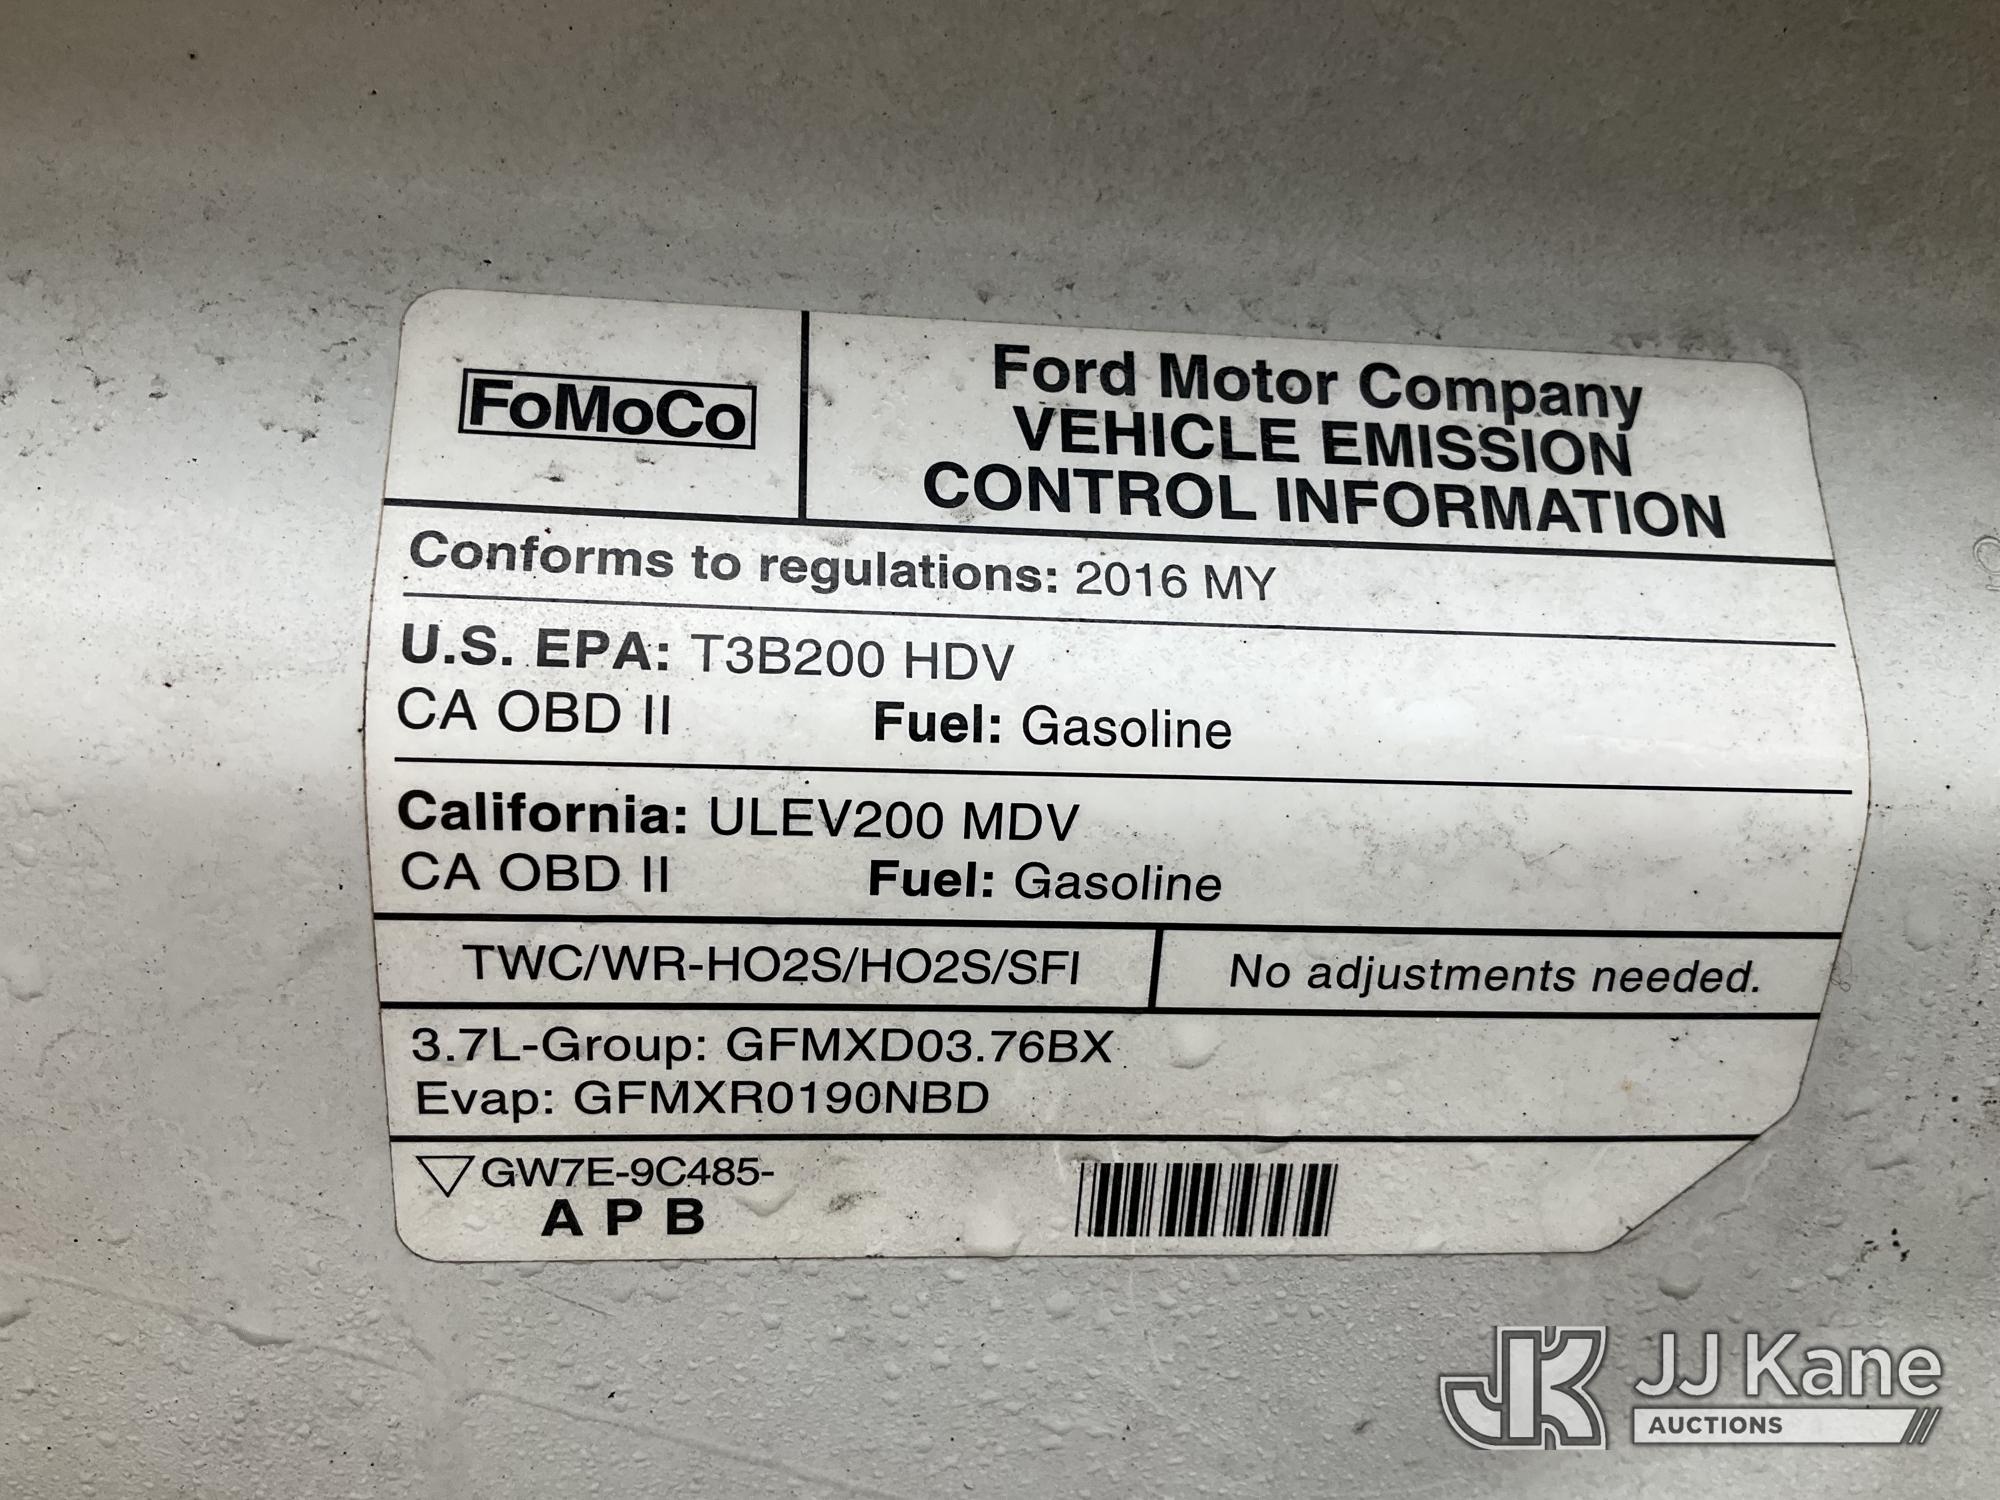 FoMoCo
Ford Motor Company
VEHICLE EMISSION
CONTROL INFORMATION
Conforms to regulations: 2016 MY
U.S. EPA: T3B200 HDV
CA OBD II Fuel: Gasoline
California: ULEV200 MDV
CA OBD II Fuel: Gasoline
TWC/WR-HO2S/HO2S/SFI
No adjustments needed.
3.7L-Group: GFMXD03.76BX
Evap: GFMXR0190NBD
GW7E-9C485-
A P B
JK
JJ Kane
AUCTIONS